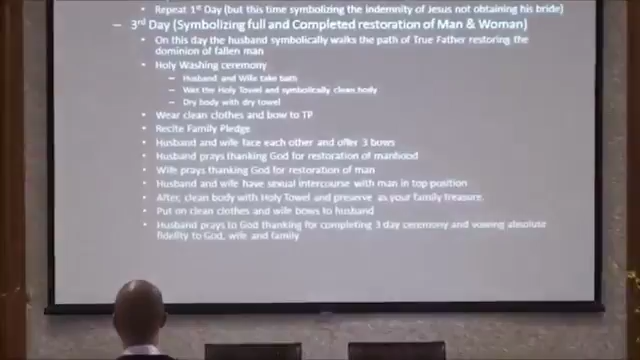 • Repeat 1st Day (but this time symbolizing the indemnity of Jesus not obtaining his bride)
– 3rd Day (Symbolizing full and Completed restoration of Man & Woman)
• On this day the husband symbolically walks the path of True Father restoring the
dominion of fallen man
• Holy Washing ceremony
– Husband and Wife take bath
– Wet the Holy Towel and symbolically clean body
– Dry body with dry towel
• Wear clean clothes and bow to TP
• Recite Family Pledge
• Husband and wife face each other and offer 3 bows
• Husband prays thanking God for restoration of manhood
• Wife prays thanking God for restoration of man
• Husband and wife have sexual intercourse with man in top position
• After, clean body with Holy Towel and preserve as your family treasure.
• Put on clean clothes and wife bows to husband
• Husband prays to God thanking for completing 3 day ceremony and vowing absolute
fidelity to God, wife and family